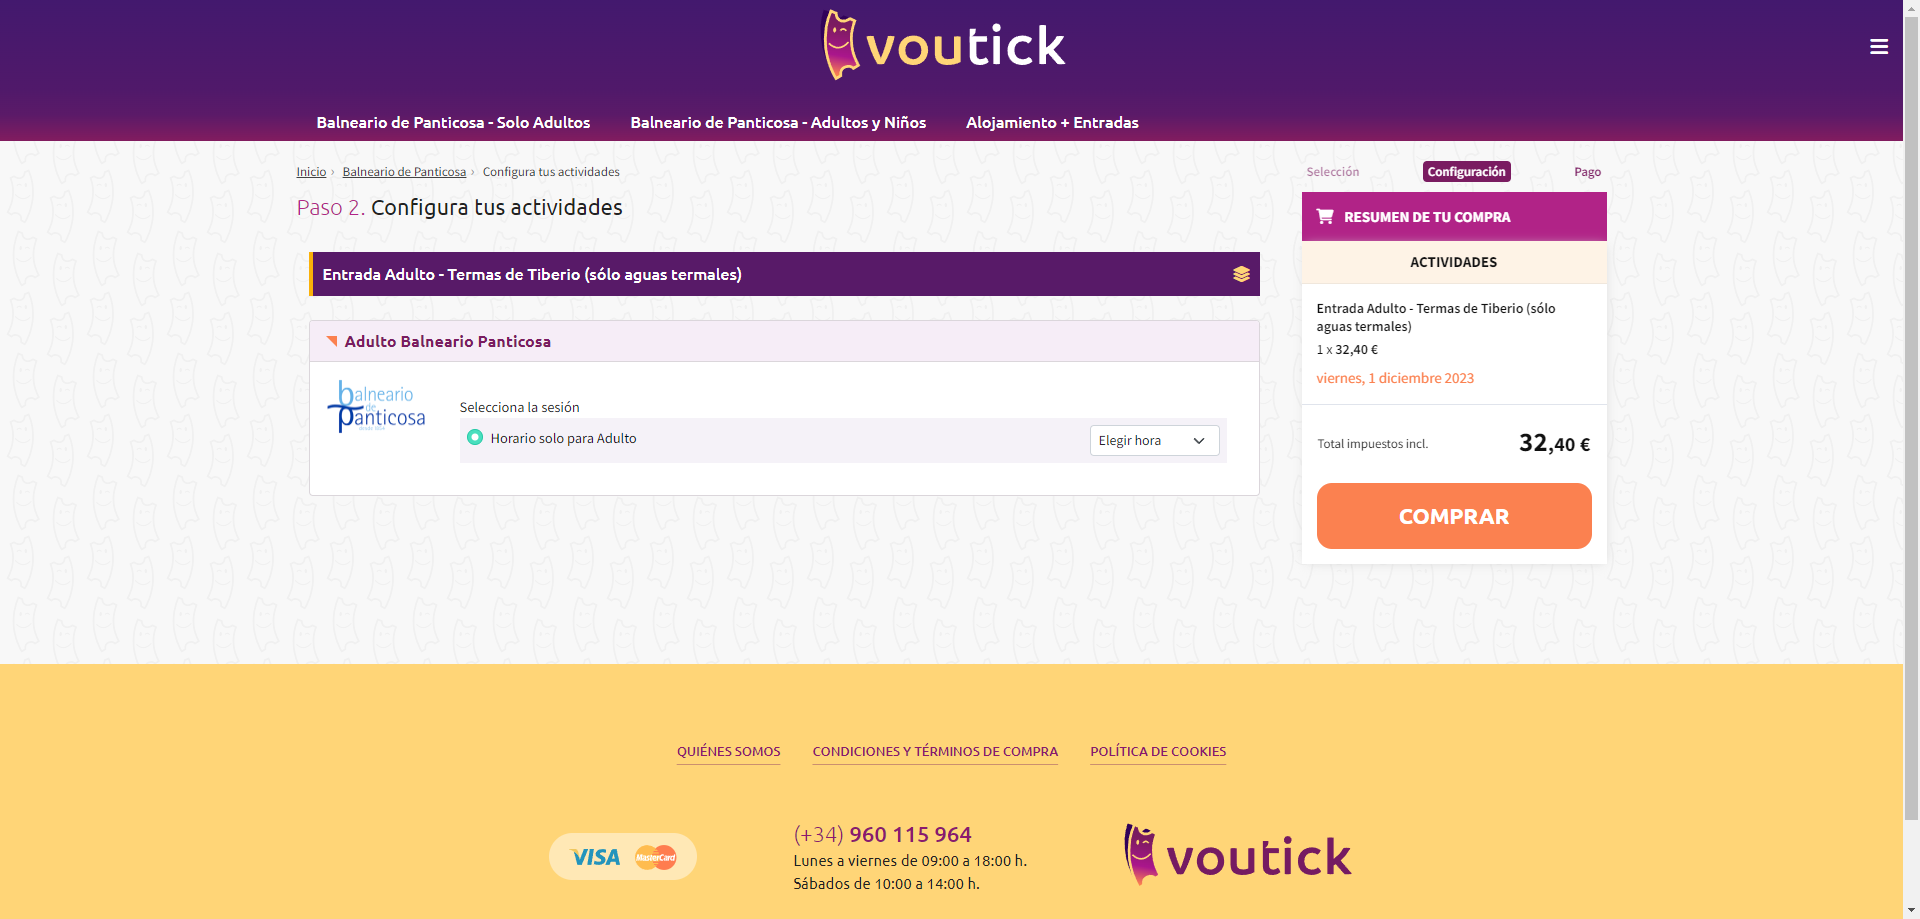 voutick
Balneario de Panticosa - Solo Adultos
Balneario de Panticosa - Adultos y Niños
Alojamiento + Entradas
Inicio › Balneario de Panticosa › Configura tus actividades
Paso 2. Configura tus actividades
Entrada Adulto - Termas de Tiberio (sólo aguas termales)
Adulto Balneario Panticosa
balneario
de
Panticosa
Selecciona la sesión
Horario solo para Adulto
Elegir hora
Selección
Configuración
Pago
RESUMEN DE TU COMPRA
ACTIVIDADES
Entrada Adulto - Termas de Tiberio (sólo
aguas termales)
1 x 32,40 €
viernes, 1 diciembre 2023
Total impuestos incl.
32,40 €
COMPRAR
QUIÉNES SOMOS
CONDICIONES Y TÉRMINOS DE COMPRA
POLÍTICA DE COOKIES
VISA
MasterCard
(+34) 960 115 964
Lunes a viernes de 09:00 a 18:00 h.
Sábados de 10:00 a 14:00 h.
voutick